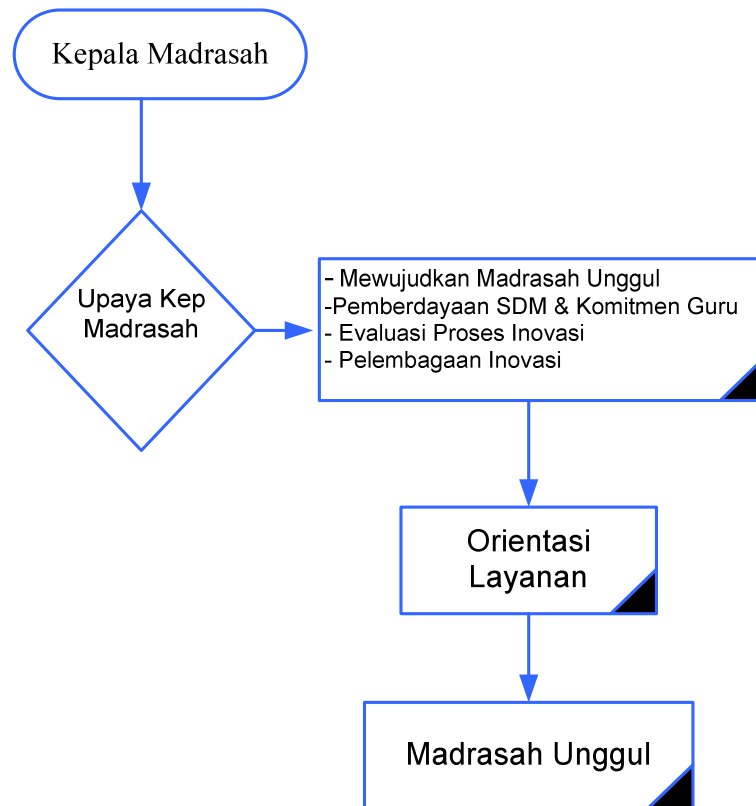 Kepala Madrasah
Upaya Kep
Madrasah
- Mewujudkan Madrasah Unggul
-Pemberdayaan SDM & Komitmen Guru
- Evaluasi Proses Inovasi
- Pelembagaan Inovasi
Orientasi
Layanan
Madrasah Unggul